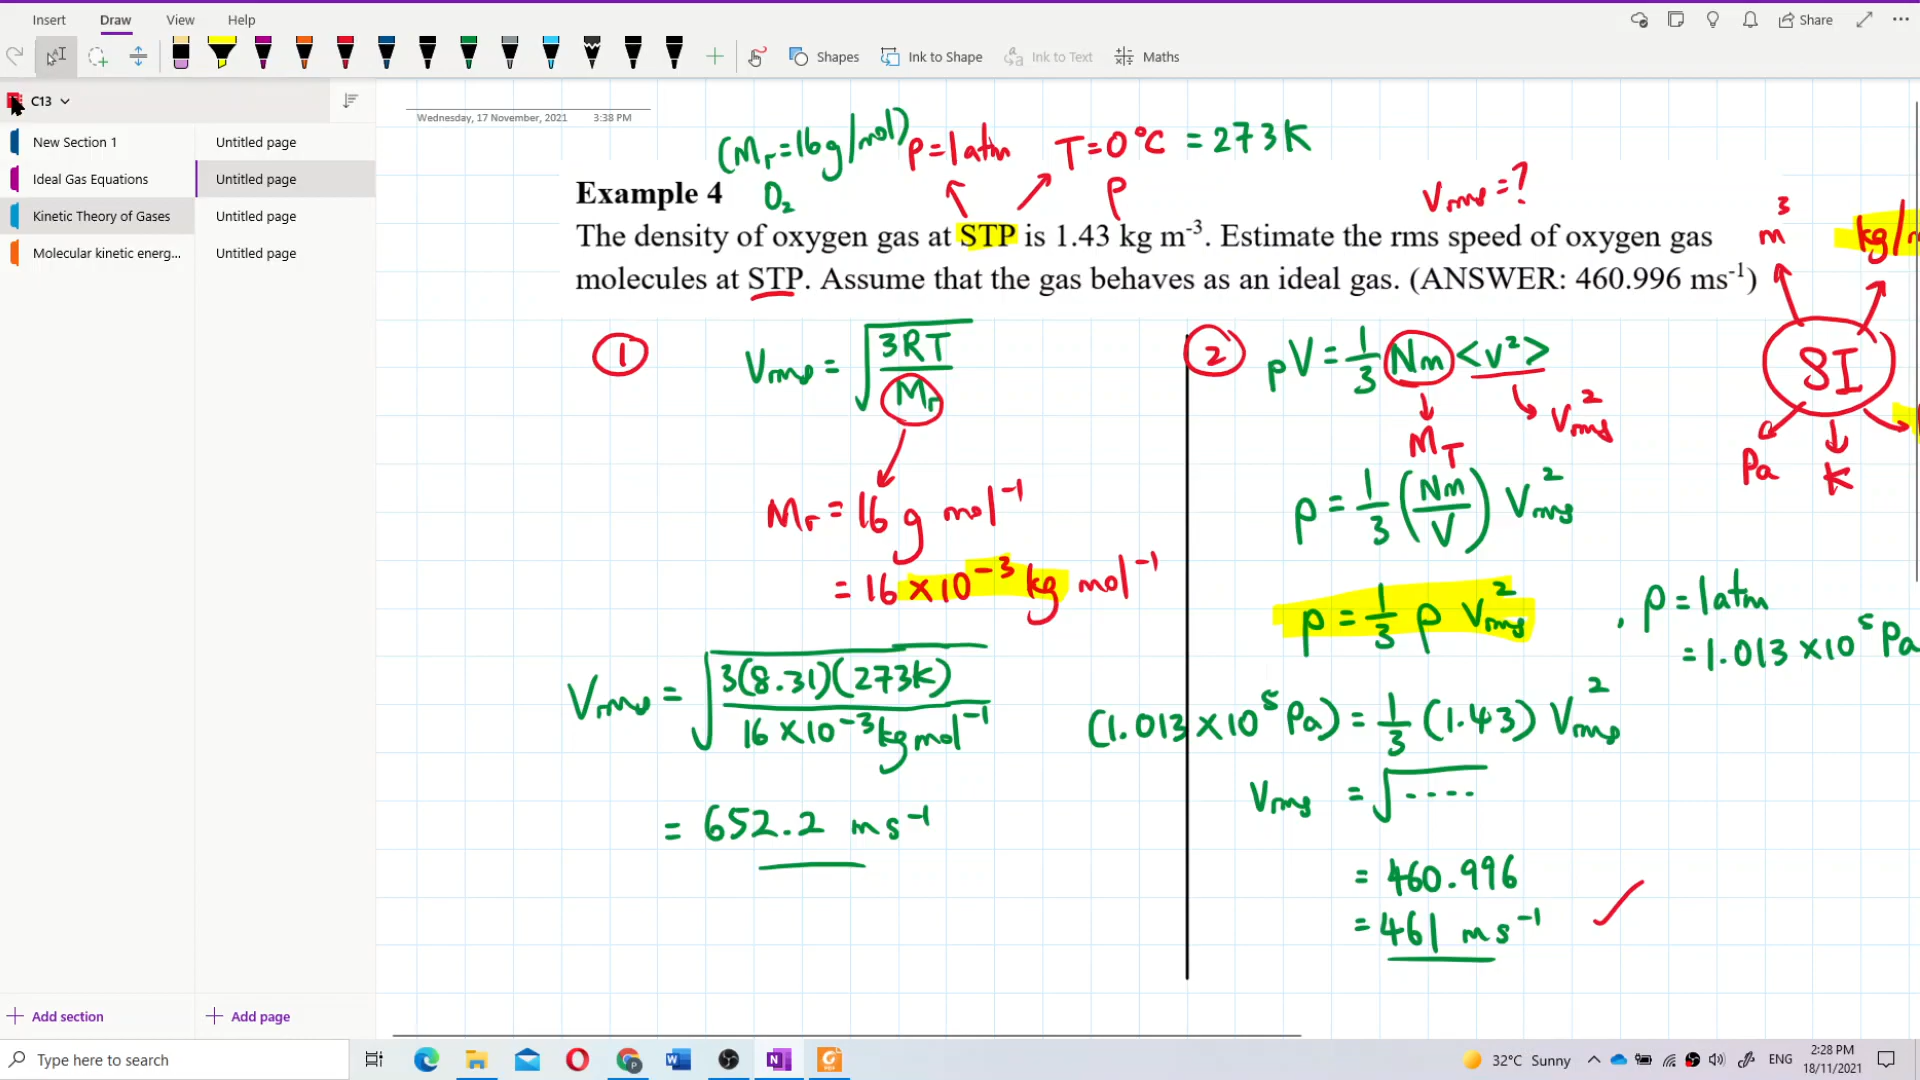 Insert Draw View Help
Share
Shapes Ink to Shape Ink to Text Maths
C13
New Section 1
Ideal Gas Equations
Kinetic Theory of Gases
Molecular kinetic energ...
Untitled page
Untitled page
Untitled page
Untitled page
Add section
Add page
Wednesday, 17 November, 2021 3:38 PM
(Mr=16g/mol) P=1atm T=0°C =273K
Example 4 O₂ ρ Vrms=?
The density of oxygen gas at STP is 1.43 kg m⁻³. Estimate the rms speed of oxygen gas
molecules at STP. Assume that the gas behaves as an ideal gas. (ANSWER: 460.996 ms⁻¹)
① Vrms = √(3RT/Mr)
Mr = 16 g mol⁻¹
= 16 ×10⁻³ kg mol⁻¹
Vrms = √(3(8.31)(273K)/16 ×10⁻³ kg mol⁻¹)
= 652.2 ms⁻¹
② pV = 1/3 Nm <v²>
MT V²rms
p = 1/3 (Nm/V) V²rms
p = 1/3 ρ V²rms
p = 1atm
= 1.013 ×10⁵ Pa
(1.013 ×10⁵ Pa) = 1/3 (1.43) V²rms
Vrms = √....
= 460.996
= 461 ms⁻¹
m³
SI
Pa K
Type here to search
32°C Sunny
ENG
2:28 PM
18/11/2021